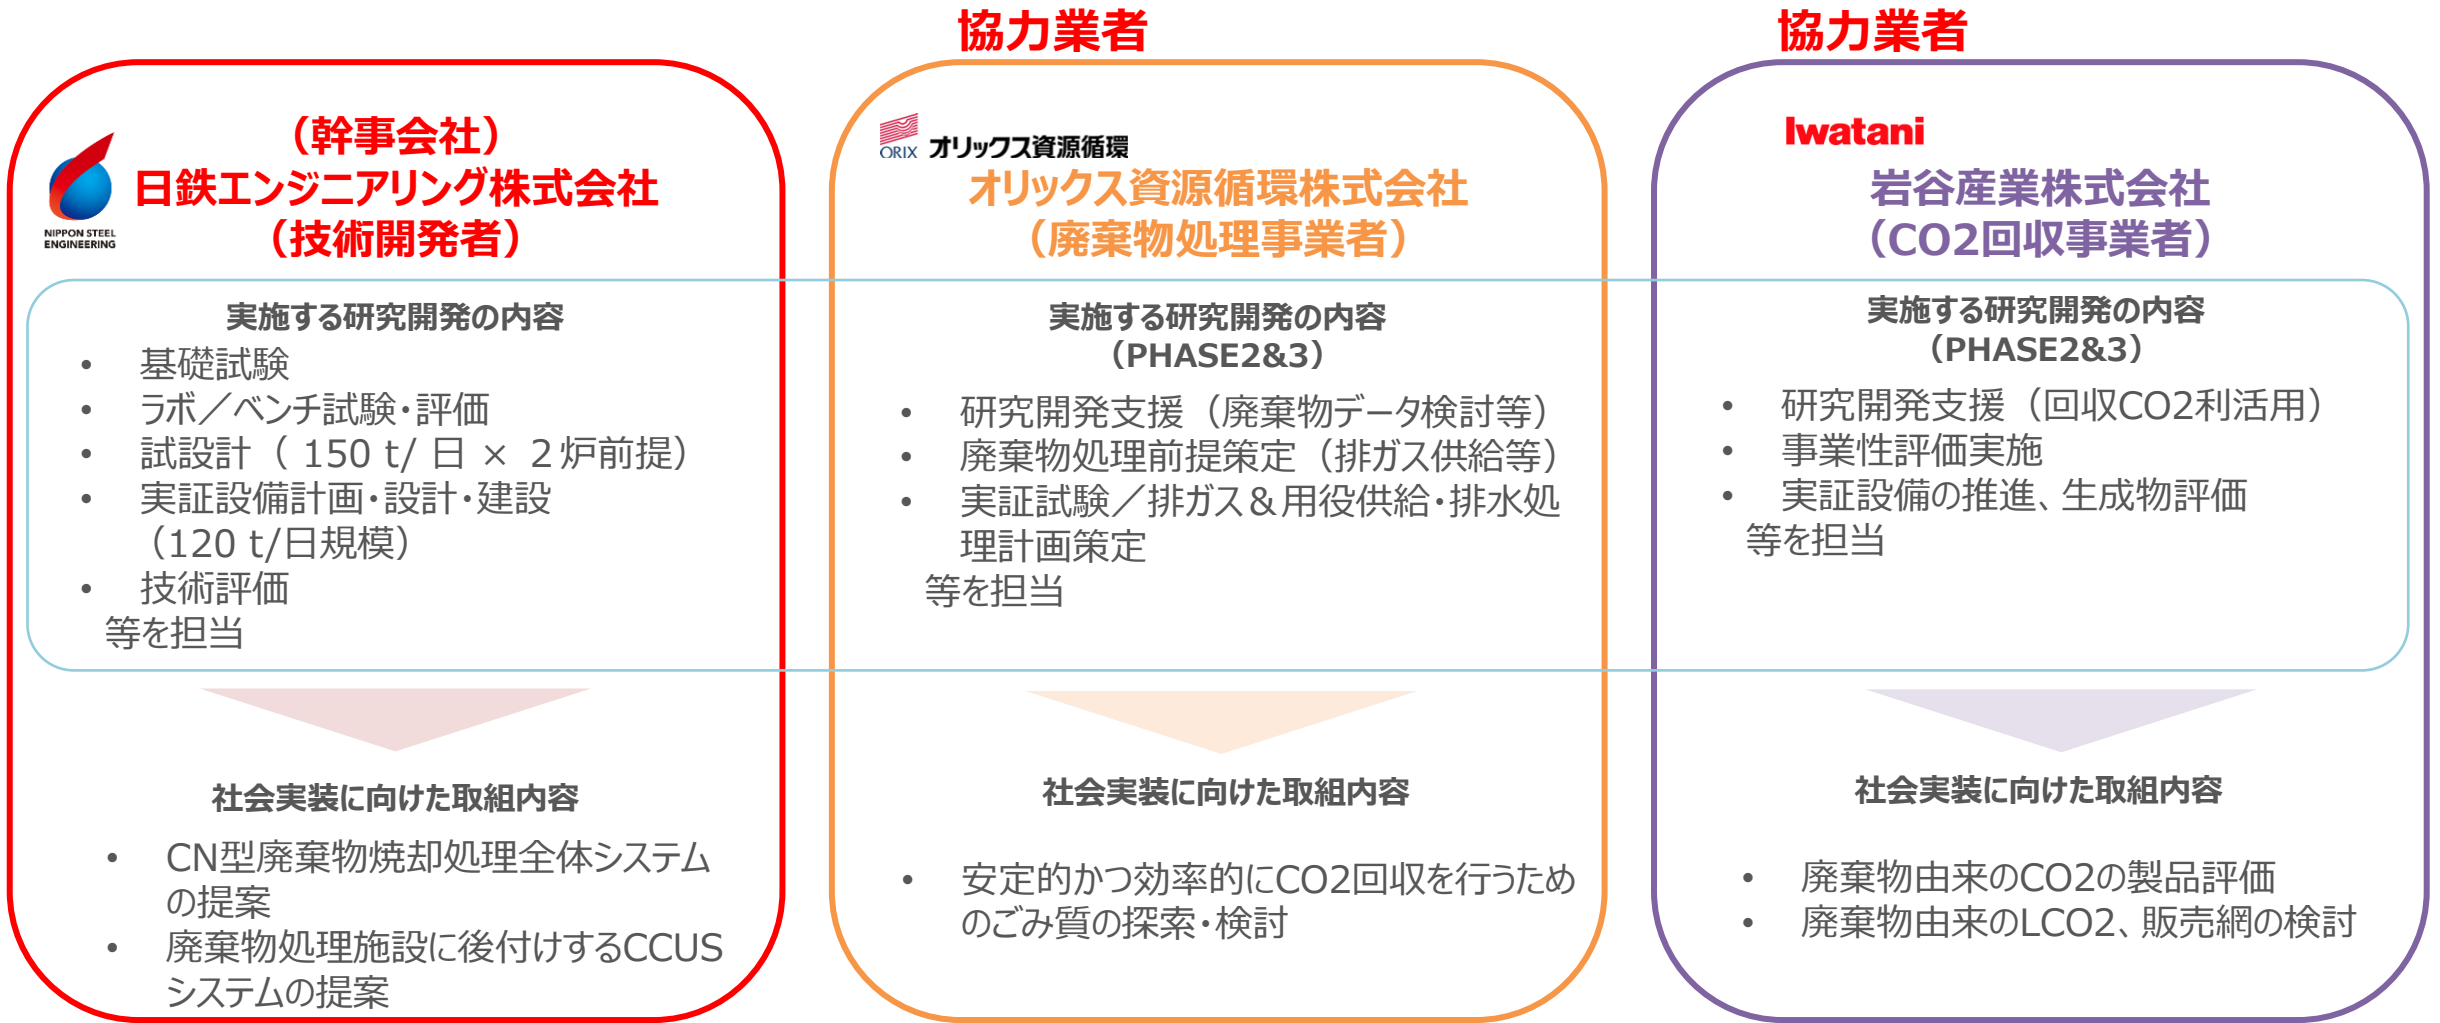 (幹事会社)
日鉄エンジニアリング株式会社
(技術開発者)
NIPPON STEEL
ENGINEERING
実施する研究開発の内容
• 基礎試験
• ラボ／ベンチ試験・評価
• 試設計（ 150 t/ 日 × ２炉前提）
• 実証設備計画・設計・建設
（120 t/日規模）
• 技術評価
等を担当
社会実装に向けた取組内容
• CN型廃棄物焼却処理全体システム
の提案
• 廃棄物処理施設に後付けするCCUS
システムの提案
協力業者
ORIX オリックス資源循環
オリックス資源循環株式会社
（廃棄物処理事業者）
実施する研究開発の内容
（PHASE2&3）
• 研究開発支援（廃棄物データ検討等）
• 廃棄物処理前提策定（排ガス供給等）
• 実証試験／排ガス＆用役供給・排水処
理計画策定
等を担当
社会実装に向けた取組内容
• 安定的かつ効率的にCO2回収を行うため
のごみ質の探索・検討
協力業者
Iwatani
岩谷産業株式会社
（CO2回収事業者）
実施する研究開発の内容
（PHASE2&3）
• 研究開発支援（回収CO2利活用）
• 事業性評価実施
• 実証設備の推進、生成物評価
等を担当
社会実装に向けた取組内容
• 廃棄物由来のCO2の製品評価
• 廃棄物由来のLCO2、販売網の検討